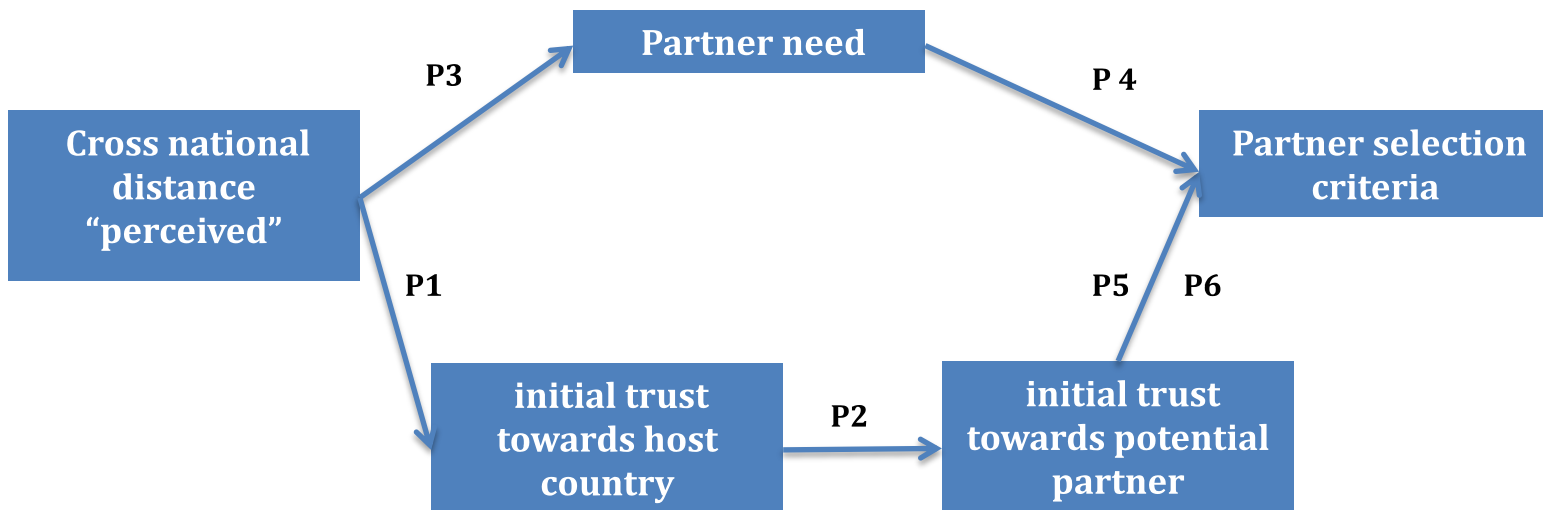 Partner need
P3
P 4
Cross national
distance
“perceived”
Partner selection
criteria
P1
P5
P6
initial trust
towards host
country
P2
initial trust
towards potential
partner